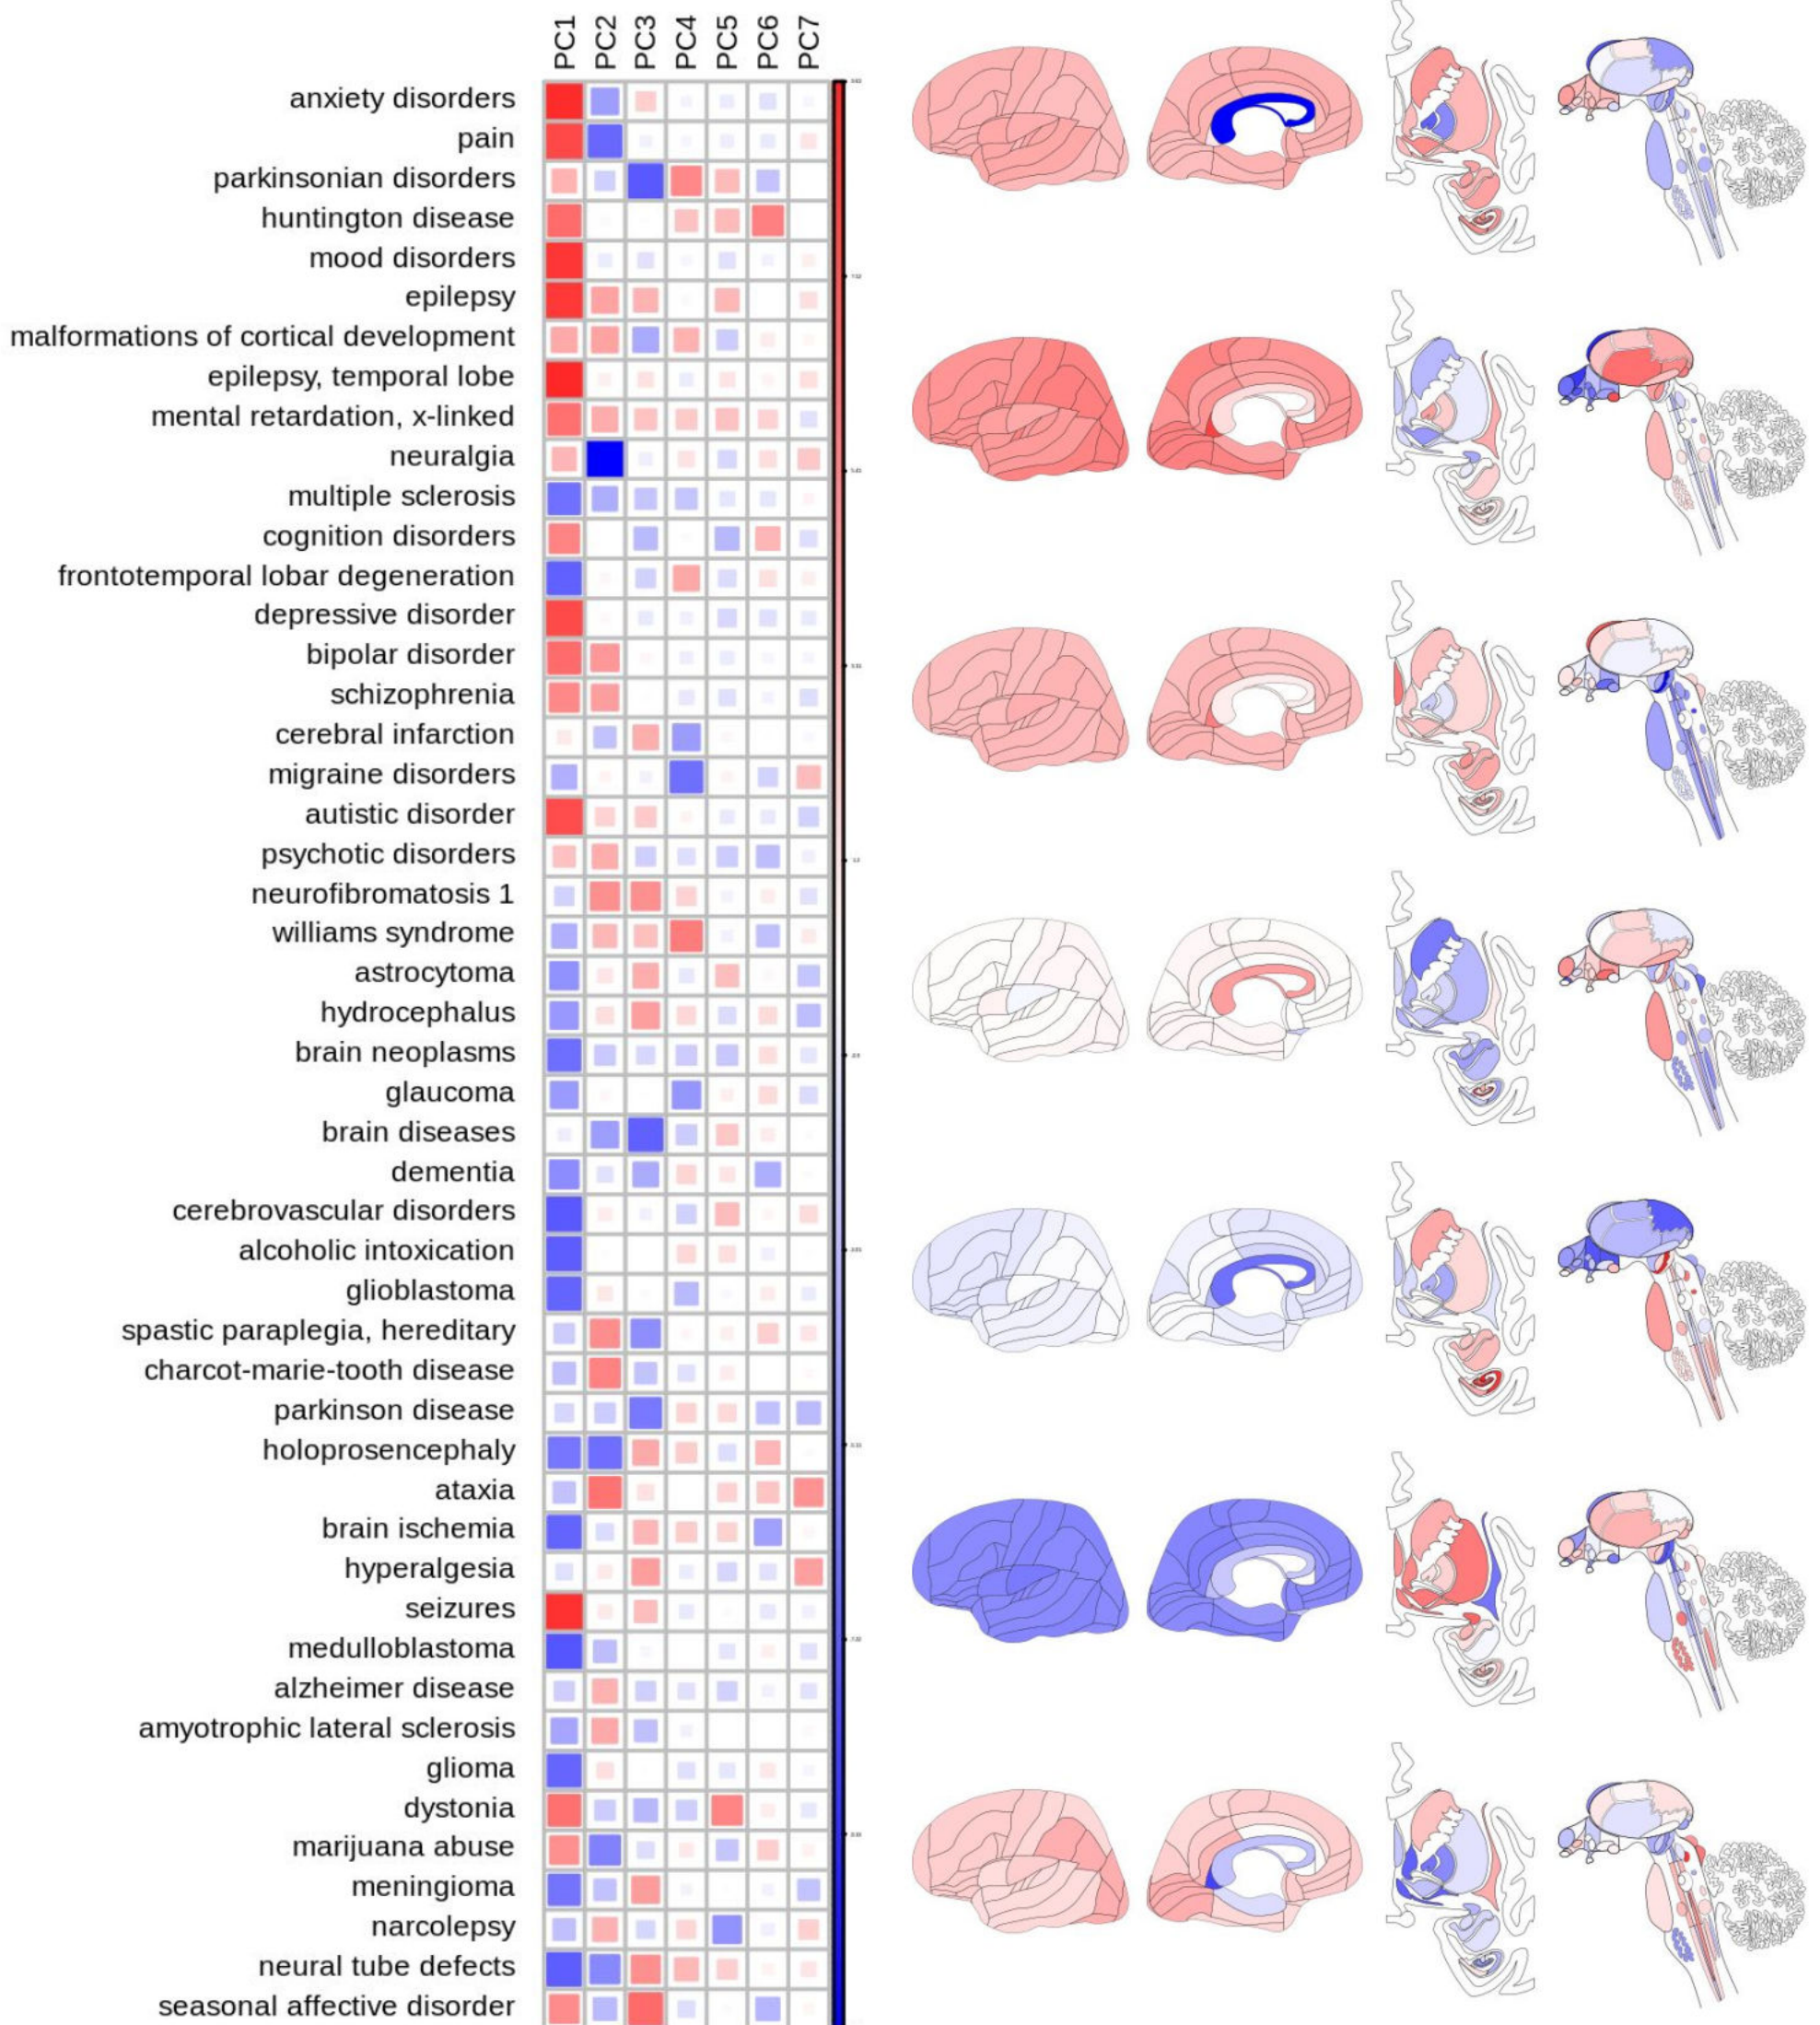 PC1 PC2 PC3 PC4 PC5 PC6 PC7
anxiety disorders
pain
parkinsonian disorders
huntington disease
mood disorders
epilepsy
malformations of cortical development
epilepsy, temporal lobe
mental retardation, x-linked
neuralgia
multiple sclerosis
cognition disorders
frontotemporal lobar degeneration
depressive disorder
bipolar disorder
schizophrenia
cerebral infarction
migraine disorders
autistic disorder
psychotic disorders
neurofibromatosis 1
williams syndrome
astrocytoma
hydrocephalus
brain neoplasms
glaucoma
brain diseases
dementia
cerebrovascular disorders
alcoholic intoxication
glioblastoma
spastic paraplegia, hereditary
charcot-marie-tooth disease
parkinson disease
holoprosencephaly
ataxia
brain ischemia
hyperalgesia
seizures
medulloblastoma
alzheimer disease
amyotrophic lateral sclerosis
glioma
dystonia
marijuana abuse
meningioma
narcolepsy
neural tube defects
seasonal affective disorder